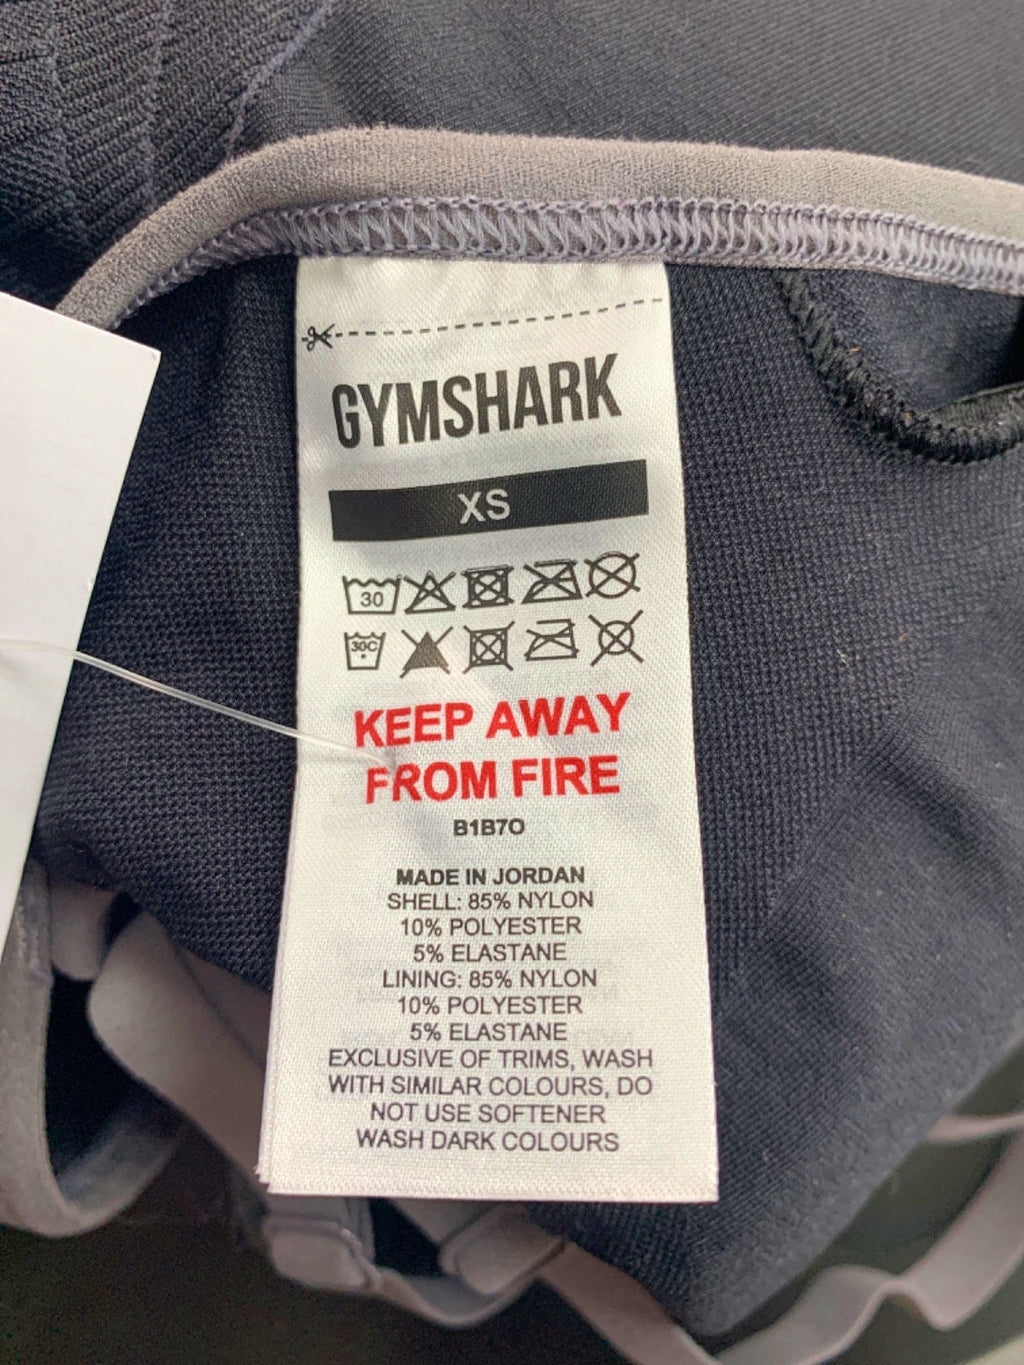 GYMSHARK
XS
30
30C
KEEP AWAY
FROM FIRE
B1B7O
MADE IN JORDAN
SHELL: 85% NYLON
10% POLYESTER
5% ELASTANE
LINING: 85% NYLON
10% POLYESTER
5% ELASTANE
EXCLUSIVE OF TRIMS, WASH
WITH SIMILAR COLOURS, DO
NOT USE SOFTENER
WASH DARK COLOURS